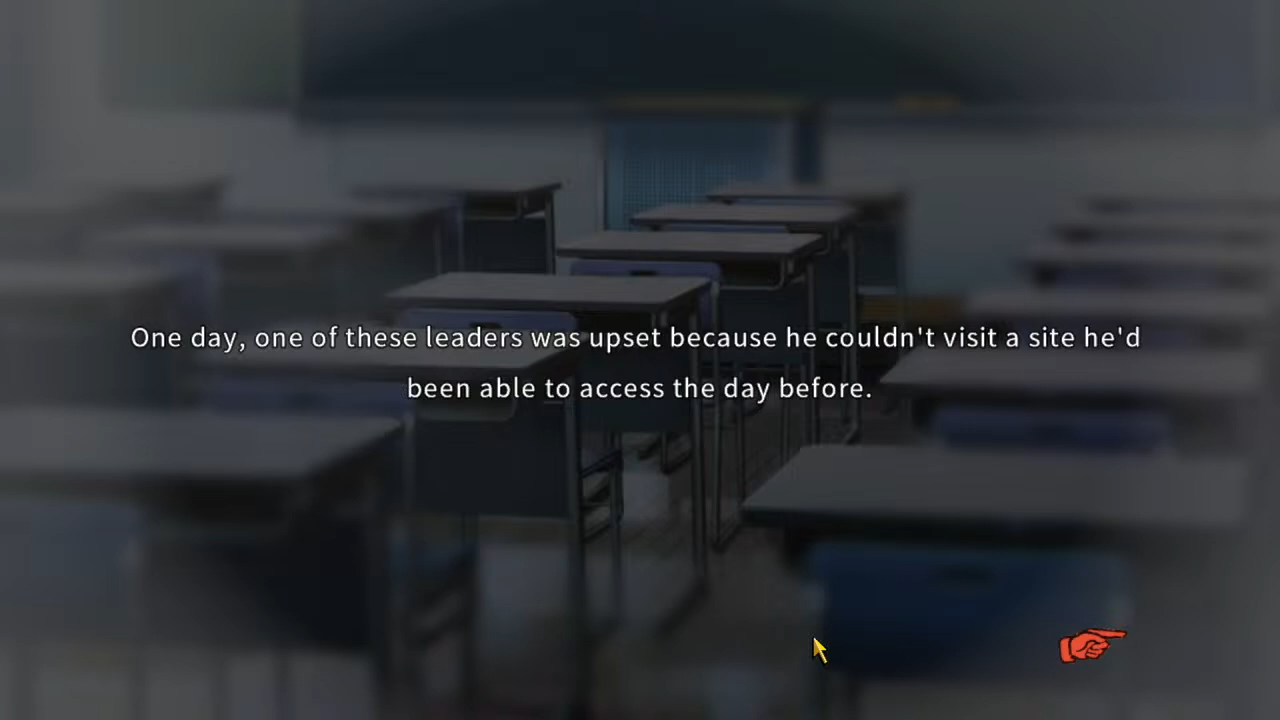 One day, one of these leaders was upset because he couldn't visit a site he'd
been able to access the day before.